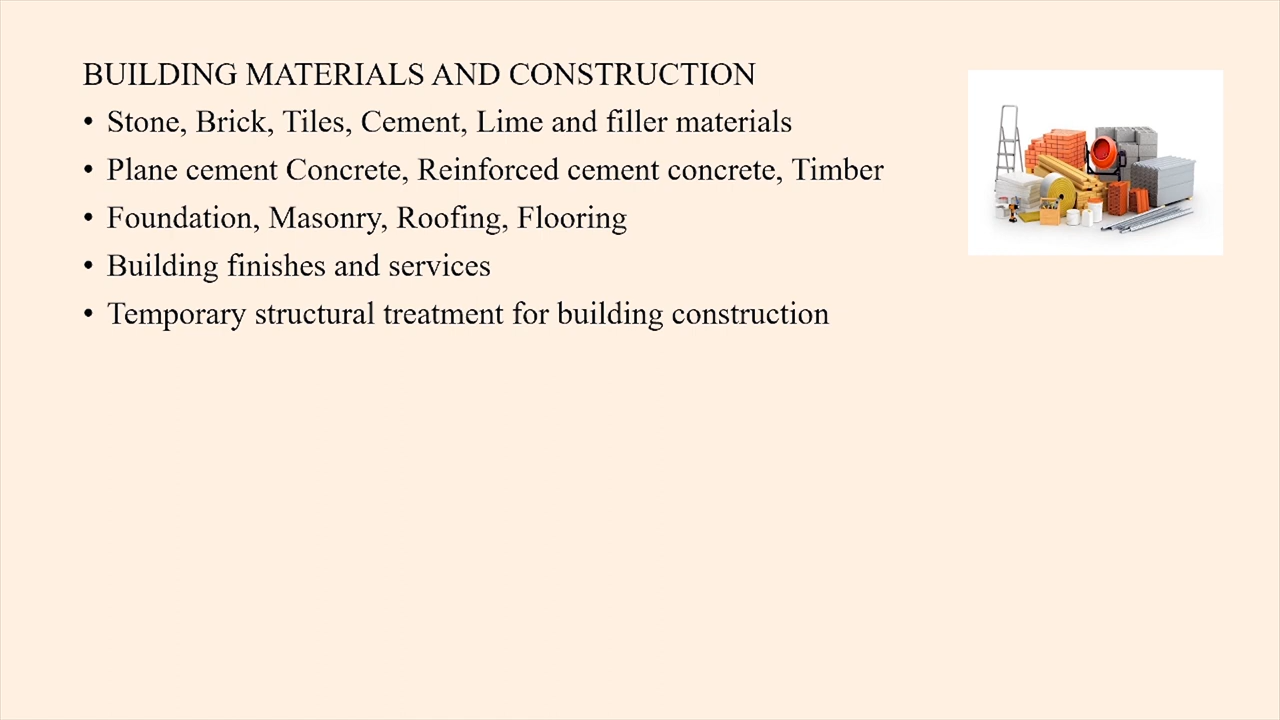 BUILDING MATERIALS AND CONSTRUCTION
• Stone, Brick, Tiles, Cement, Lime and filler materials
• Plane cement Concrete, Reinforced cement concrete, Timber
• Foundation, Masonry, Roofing, Flooring
• Building finishes and services
• Temporary structural treatment for building construction